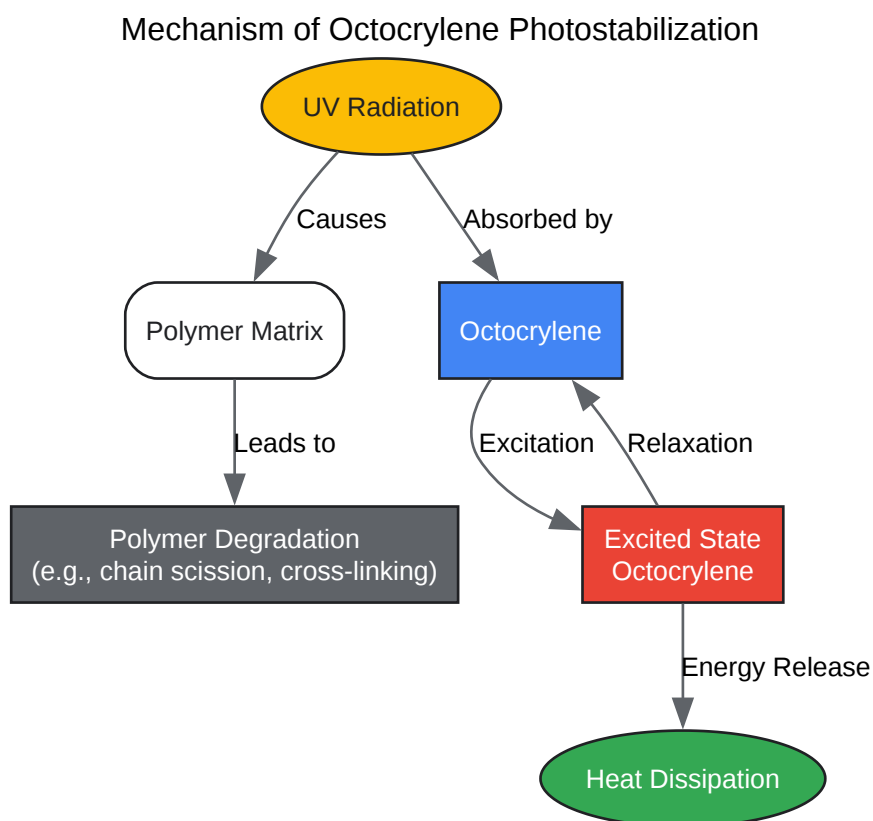 Mechanism of Octocrylene Photostabilization
UV Radiation
Causes
Absorbed by
Polymer Matrix
Octocrylene
Leads to
Excitation
Relaxation
Polymer Degradation
(e.g., chain scission, cross-linking)
Excited State
Octocrylene
Energy Release
Heat Dissipation